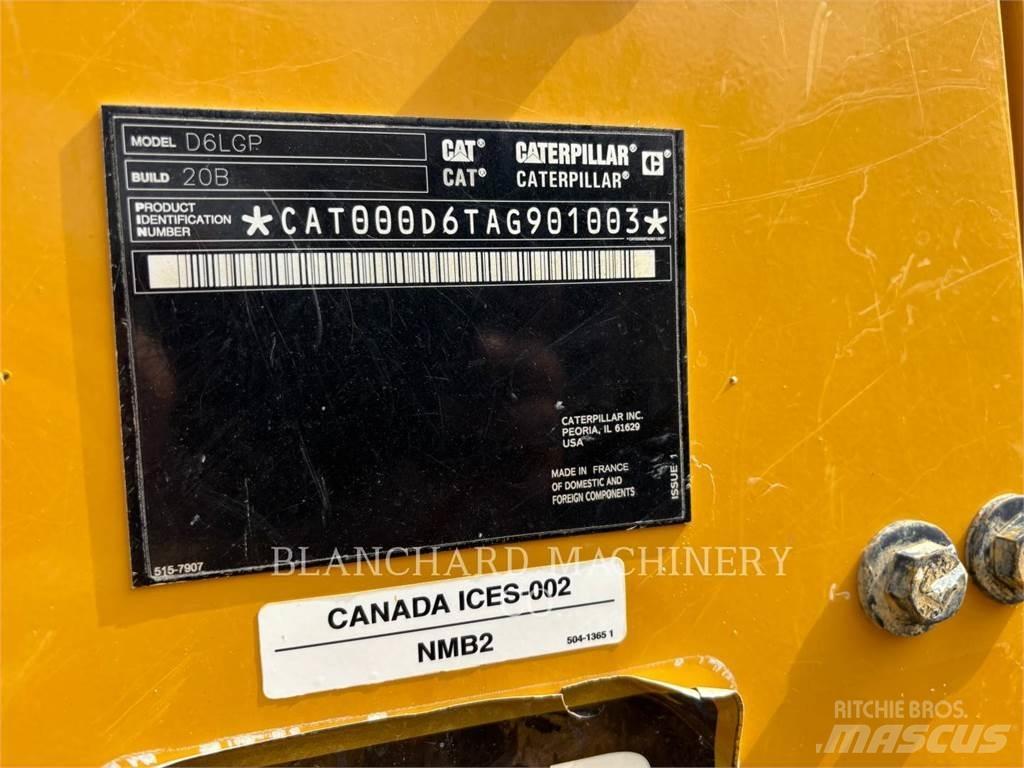 MODEL D6LGP
CAT® CATERPILLAR® C
BUILD 20B
CAT® CATERPILLAR®
PRODUCT
IDENTIFICATION
NUMBER
*CAT000D6TAG901003*
CATERPILLAR INC.
PEORIA, IL 61629
USA
MADE IN FRANCE
OF DOMESTIC AND
FOREIGN COMPONENTS
ISSUE 1
515-7907
BLANCHARD MACHINERY
CANADA ICES-002
NMB2
504-1365 1
RITCHIE BROS.
MASCUS